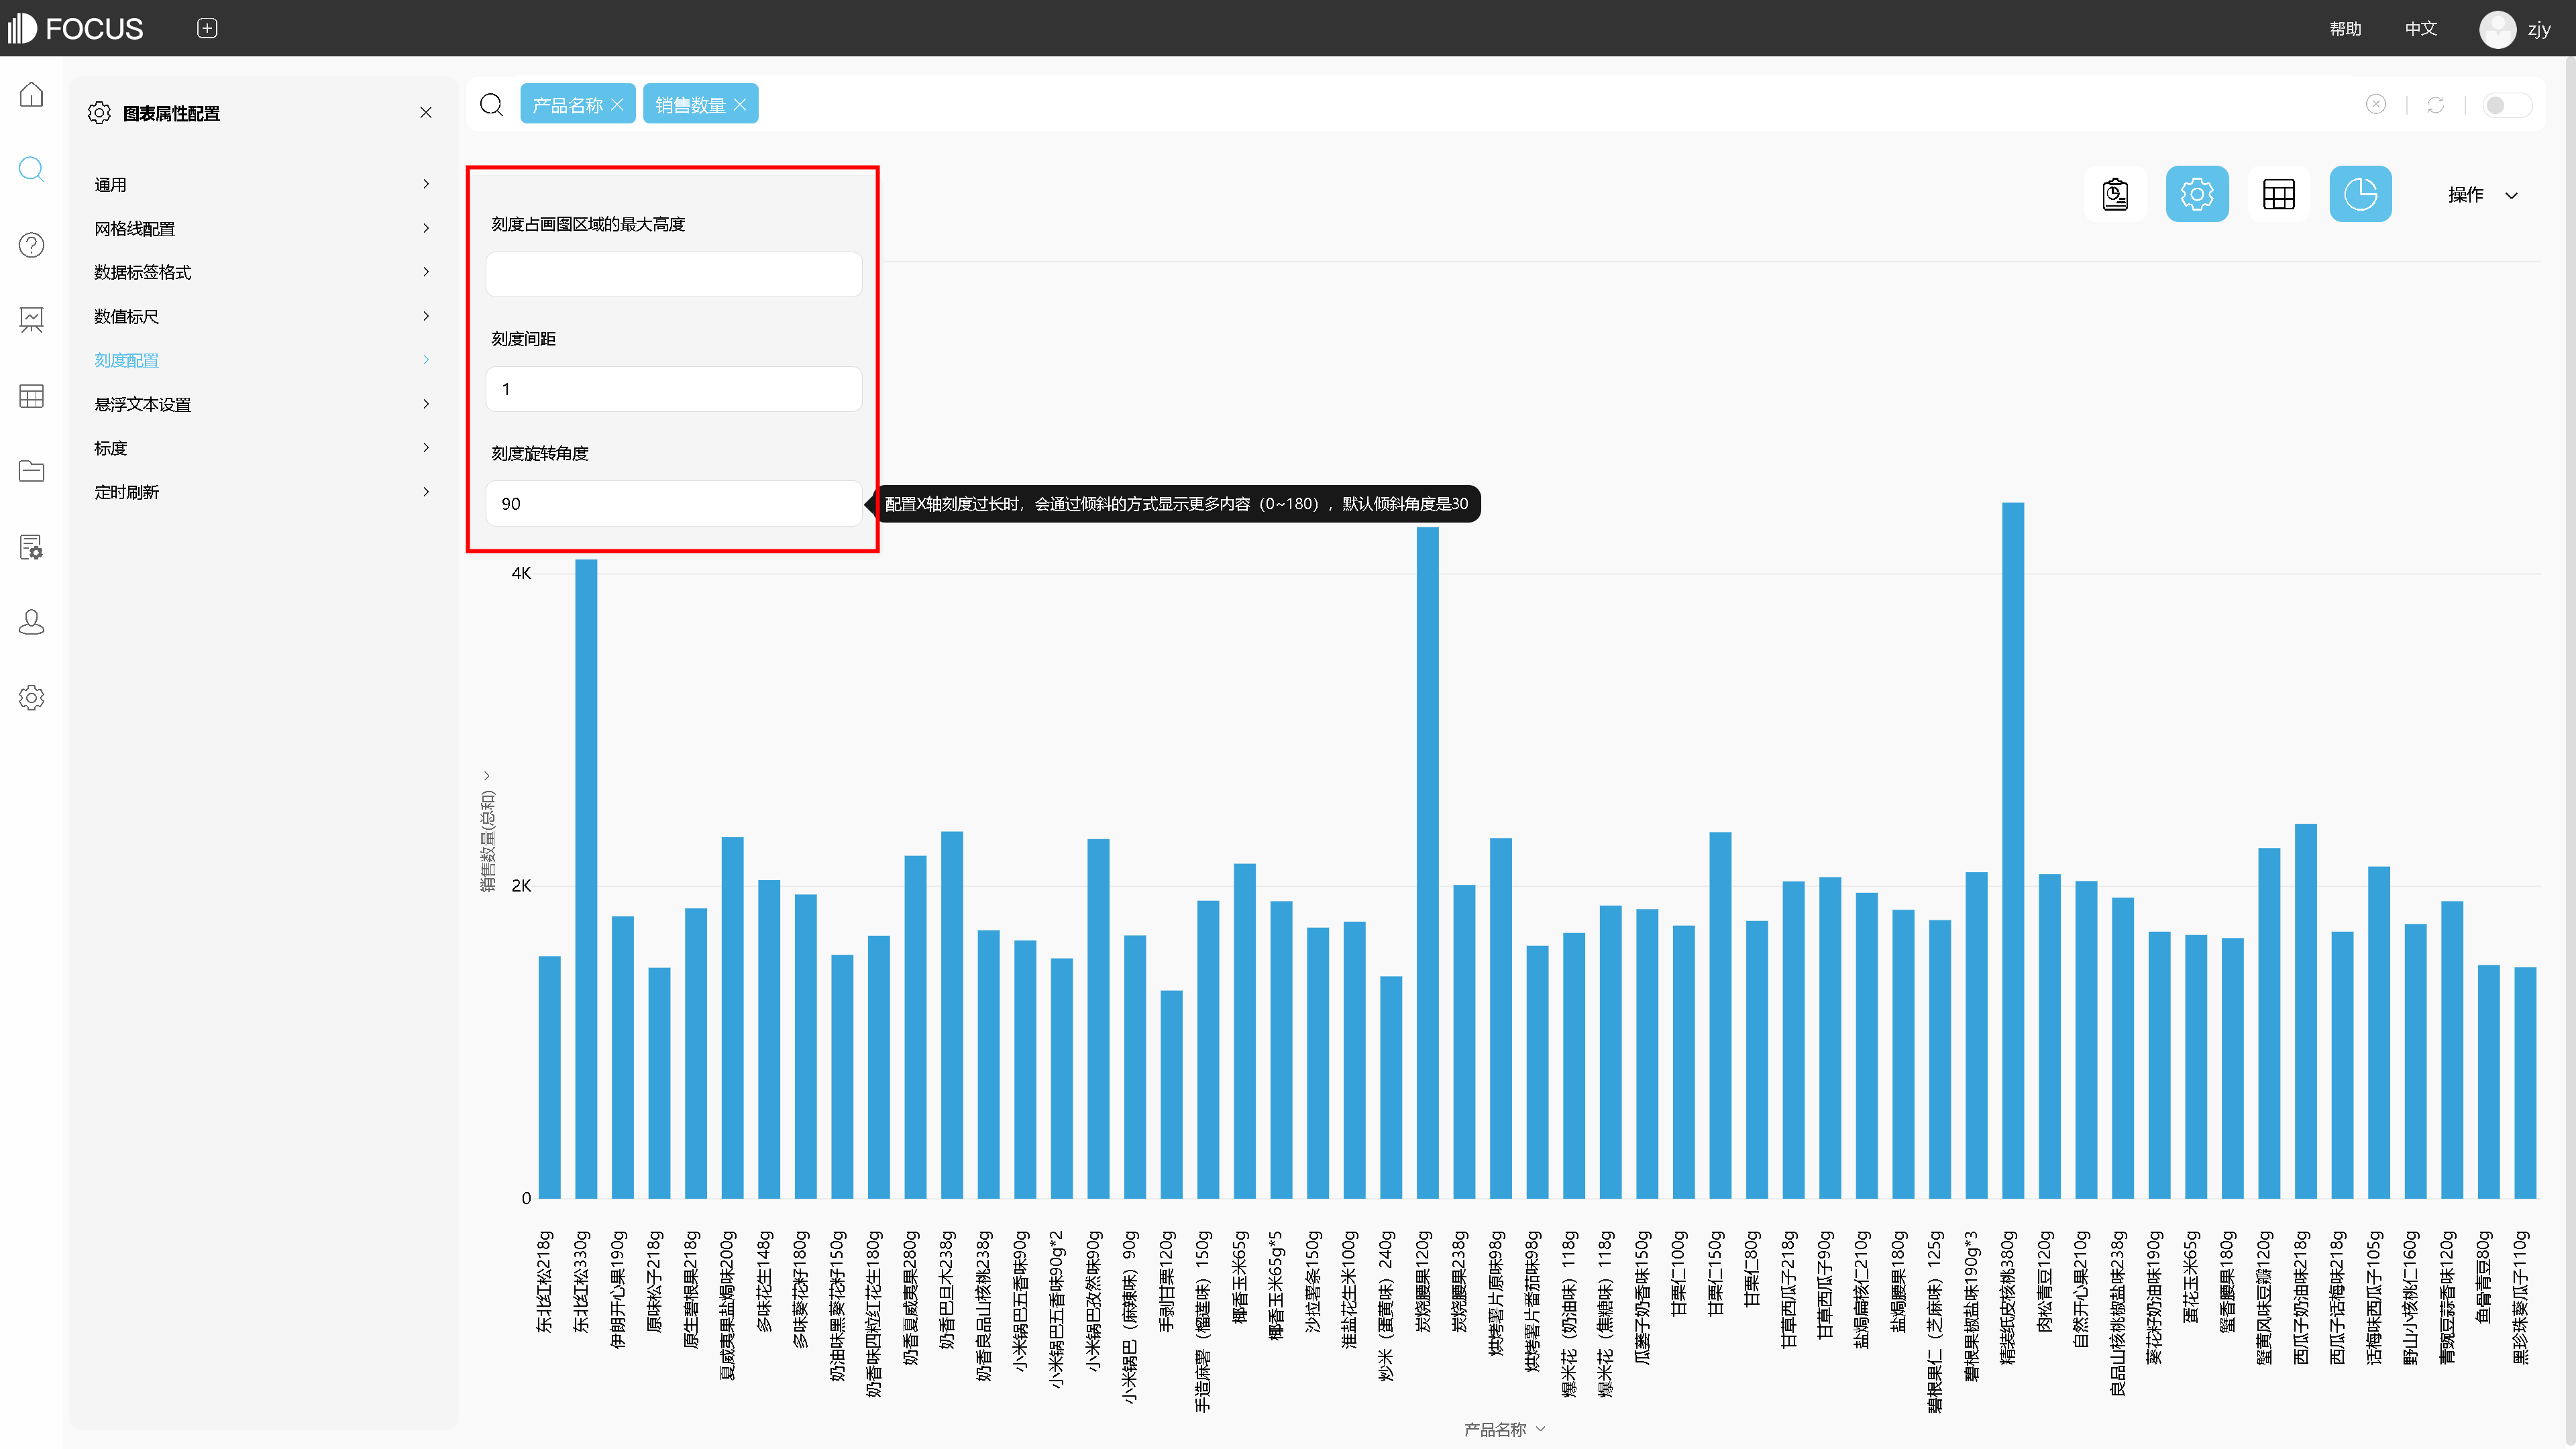 FOCUS
帮助
中文
zjy
图表属性配置
产品名称
销售数量
通用
网格线配置
数据标签格式
数值标尺
刻度配置
悬浮文本设置
标度
定时刷新
操作
刻度占画图区域的最大高度
刻度间距
1
刻度旋转角度
90
配置X轴刻度过长时，会通过倾斜的方式显示更多内容（0~180），默认倾斜角度是30
4K
2K
0
销售数量(总和)
东北红松218g
东北红松330g
伊朗开心果190g
原味松子218g
原生碧根果218g
夏威夷果盐焗味200g
多味花生148g
多味葵花籽180g
奶油味黑葵花籽150g
奶香味四粒红花生180g
奶香夏威夷果280g
奶香巴旦木238g
奶香良品山核桃238g
小米锅巴五香味90g
小米锅巴五香味90g*2
小米锅巴孜然味90g
小米锅巴（麻辣味）90g
手剥甘栗120g
手造麻薯（榴莲味）150g
椰香玉米65g
椰香玉米65g*5
沙拉薯条150g
淮盐花生米100g
炒米（蛋黄味）240g
炭烧腰果120g
炭烧腰果238g
烘烤薯片原味98g
烘烤薯片番茄味98g
爆米花（奶油味）118g
爆米花（焦糖味）118g
瓜蒌子奶香味150g
甘栗仁100g
甘栗仁150g
甘栗仁80g
甘草西瓜子218g
甘草西瓜子90g
盐焗扁核仁210g
盐焗腰果180g
碧根果仁（芝麻味）125g
碧根果椒盐味190g*3
精装纸皮核桃380g
肉松青豆120g
自然开心果210g
良品山核桃椒盐味238g
葵花籽奶油味190g
蛋花玉米65g
蟹香腰果180g
蟹黄风味豆瓣120g
西瓜子奶油味218g
西瓜子话梅味218g
话梅味西瓜子105g
野山小核桃仁160g
青豌豆蒜香味120g
鱼骨青豆80g
黑珍珠葵瓜子110g
产品名称